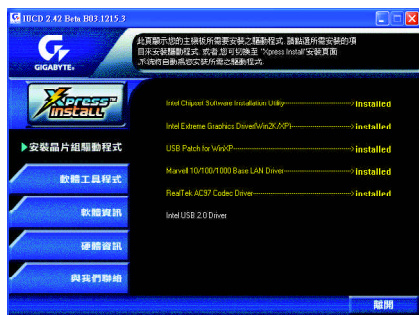 IUCD 2.42 Beta B03.1215.3
GIGABYTE
此頁顯示您的主機板所需要安裝之驅動程式. 請點選所需安裝的項
目來安裝驅動程式. 或者 您可切換至 "Xpress Install" 安裝頁面
,系統將自動為您安裝所需之驅動程式.
Xpress™
Install
Intel Chipset Software Installation Utility------>installed
Intel Extreme Graphics Driver(Win2K/XP)------>installed
USB Patch for WinXP------>installed
Marvell 10/100/1000 Base LAN Driver------>installed
RealTek AC97 Codec Driver------>installed
Intel USB 2.0 Driver
安裝晶片組驅動程式
軟體工具程式
軟體資訊
硬體資訊
與我們聯絡
離開